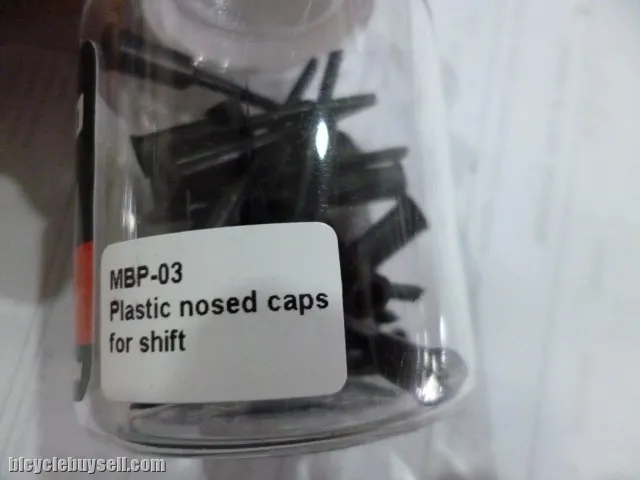 MBP-03
Plastic nosed caps
for shift
bicyclebuysell.com